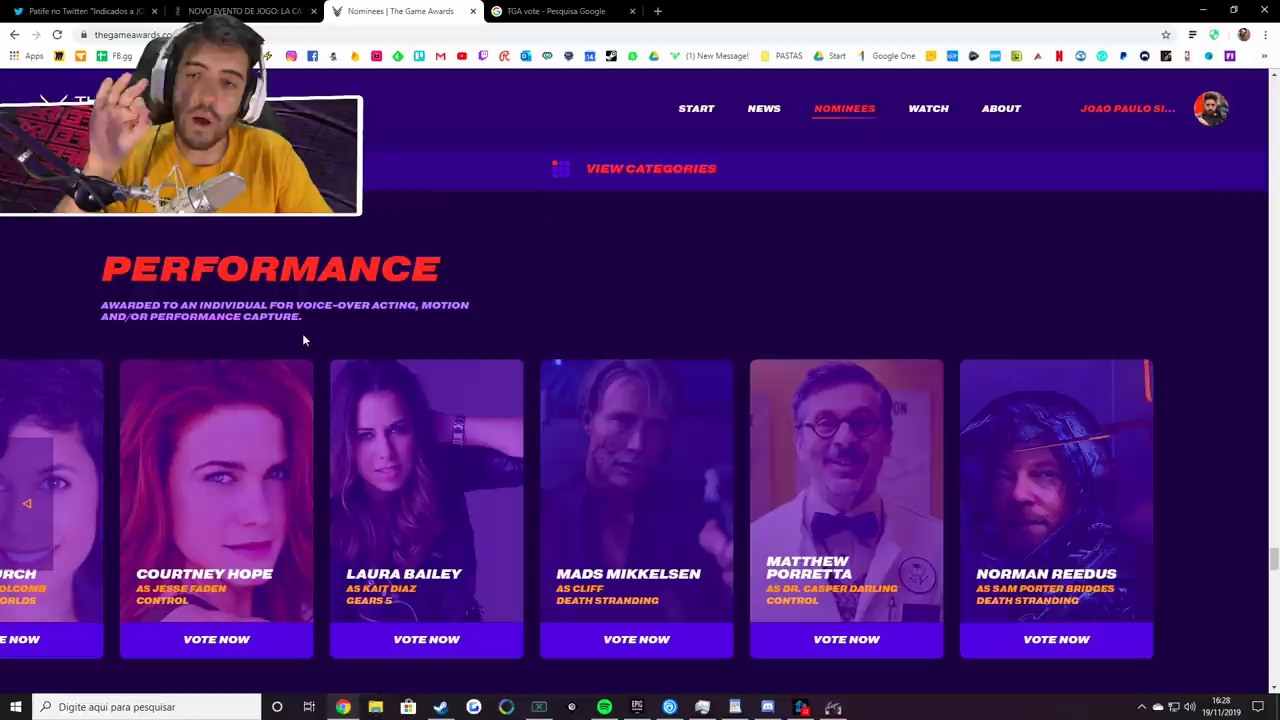 Patife no Twitter: "Indicados a JO
NOVO EVENTO DE JOGO: LA CA
Nominees | The Game Awards
TGA vote - Pesquisa Google
thegameawards.co
Apps
FB.gg
(1) New Message!
PASTAS
Start
Google One
START
NEWS
NOMINEES
WATCH
ABOUT
JOAO PAULO SI...
VIEW CATEGORIES
PERFORMANCE
AWARDED TO AN INDIVIDUAL FOR VOICE-OVER ACTING, MOTION
AND/OR PERFORMANCE CAPTURE.
URCH
OLCOMB
ORLDS
E NOW
COURTNEY HOPE
AS JESSE FADEN
CONTROL
VOTE NOW
LAURA BAILEY
AS KAIT DIAZ
GEARS 5
VOTE NOW
MADS MIKKELSEN
AS CLIFF
DEATH STRANDING
VOTE NOW
MATTHEW
PORRETTA
AS DR. CASPER DARLING
CONTROL
VOTE NOW
NORMAN REEDUS
AS SAM PORTER BRIDGES
DEATH STRANDING
VOTE NOW
Digite aqui para pesquisar
16:28
19/11/2019